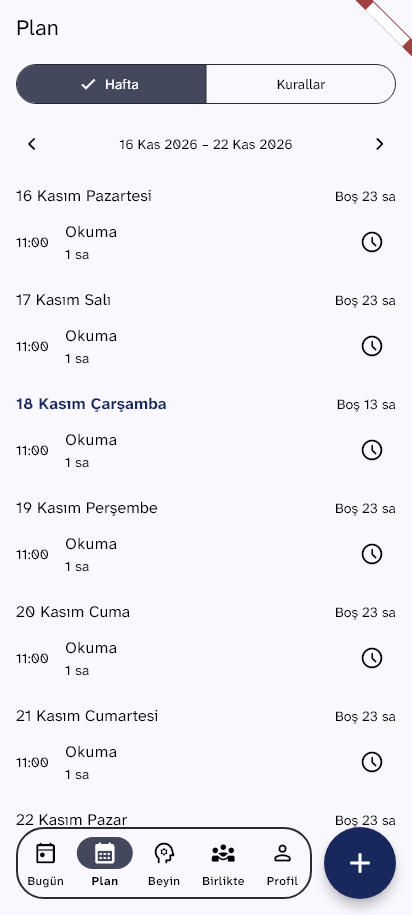 Plan
Hafta
Kurallar
16 Kas 2026 – 22 Kas 2026
16 Kasım Pazartesi
Boş 23 sa
11:00
Okuma
1 sa
17 Kasım Salı
Boş 23 sa
11:00
Okuma
1 sa
18 Kasım Çarşamba
Boş 13 sa
11:00
Okuma
1 sa
19 Kasım Perşembe
Boş 23 sa
11:00
Okuma
1 sa
20 Kasım Cuma
Boş 23 sa
11:00
Okuma
1 sa
21 Kasım Cumartesi
Boş 23 sa
11:00
Okuma
1 sa
22 Kasım Pazar
Boş 23 sa
Bugün
Plan
Beyin
Birlikte
Profil